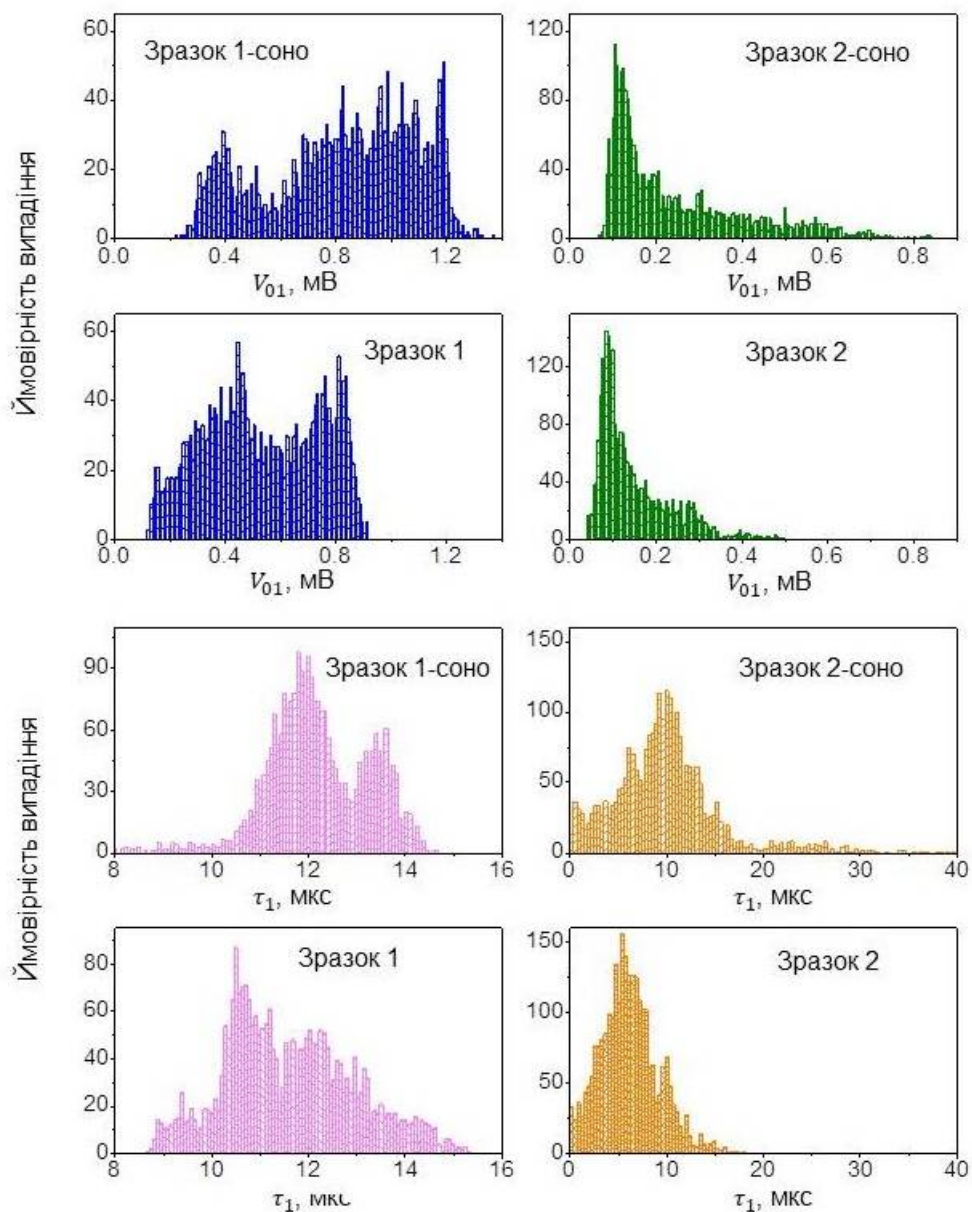 Ймовірність випадіння
60
40
20
0
Зразок 1-соно
0.0 0.4 0.8 1.2
V₀₁, мВ
120
80
40
0
Зразок 2-соно
0.0 0.2 0.4 0.6 0.8
V₀₁, мВ
60
40
20
0
Зразок 1
0.0 0.4 0.8 1.2
V₀₁, мВ
120
80
40
0
Зразок 2
0.0 0.2 0.4 0.6 0.8
V₀₁, мВ
Ймовірність випадіння
90
60
30
0
Зразок 1-соно
8 10 12 14 16
τ₁, мкс
150
100
50
0
Зразок 2-соно
0 10 20 30 40
τ₁, мкс
80
60
40
20
0
Зразок 1
8 10 12 14 16
τ₁, мкс
150
100
50
0
Зразок 2
0 10 20 30 40
τ₁, мкс